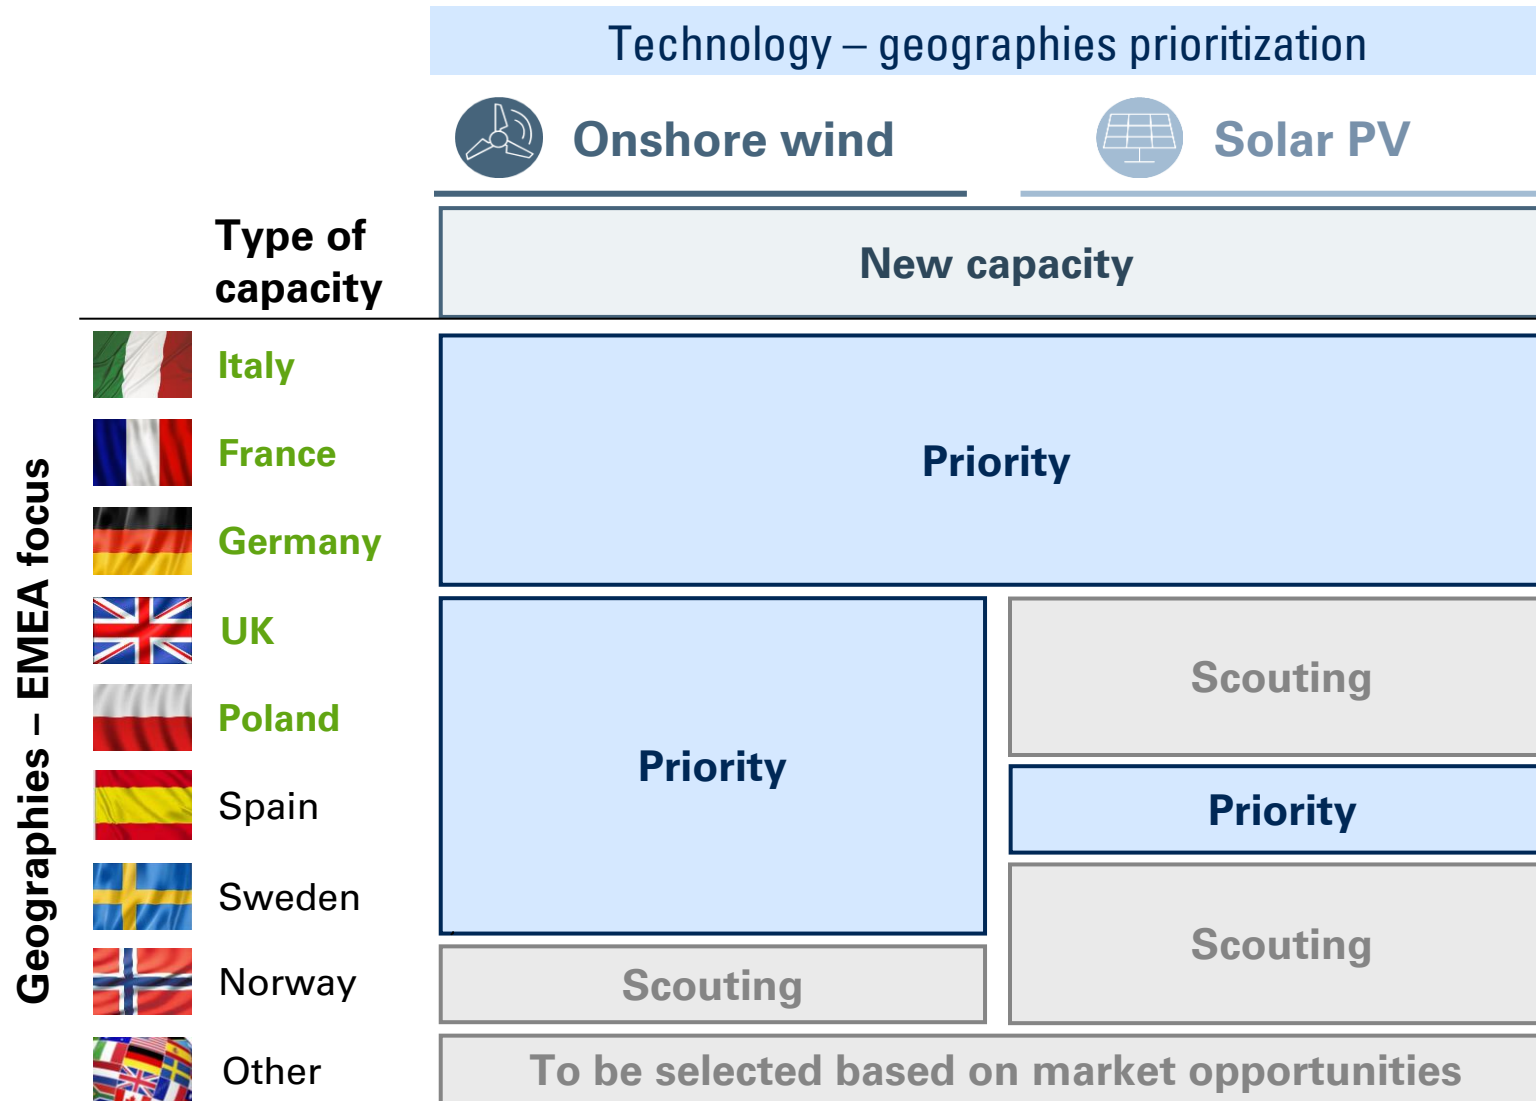 Technology – geographies prioritization
Onshore wind
Solar PV
Type of
capacity
New capacity
Geographies – EMEA focus
Italy
France
Germany
Priority
UK
Poland
Spain
Sweden
Norway
Priority
Scouting
Priority
Scouting
Scouting
Other
To be selected based on market opportunities